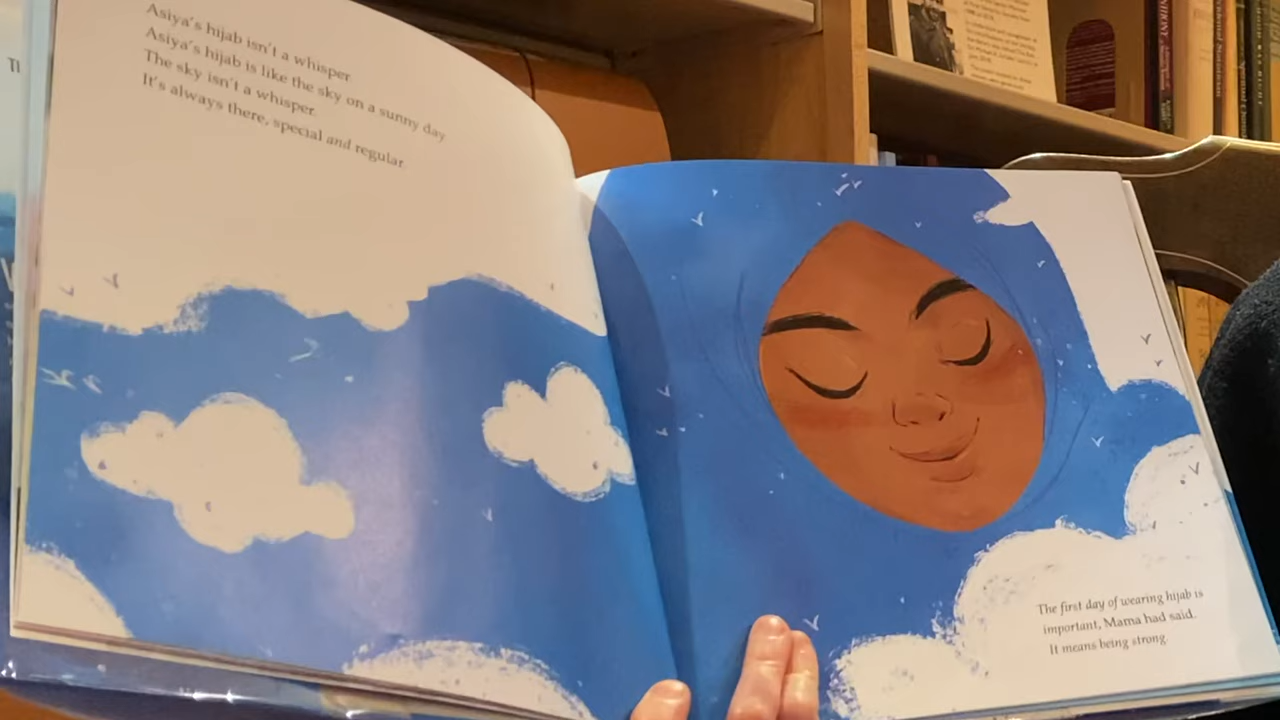 Asiya's hijab isn't a whisper.
Asiya's hijab is like the sky on a sunny day
The sky isn't a whisper.
It's always there, special and regular.
The first day of wearing hijab is
important, Mama had said.
It means being strong.